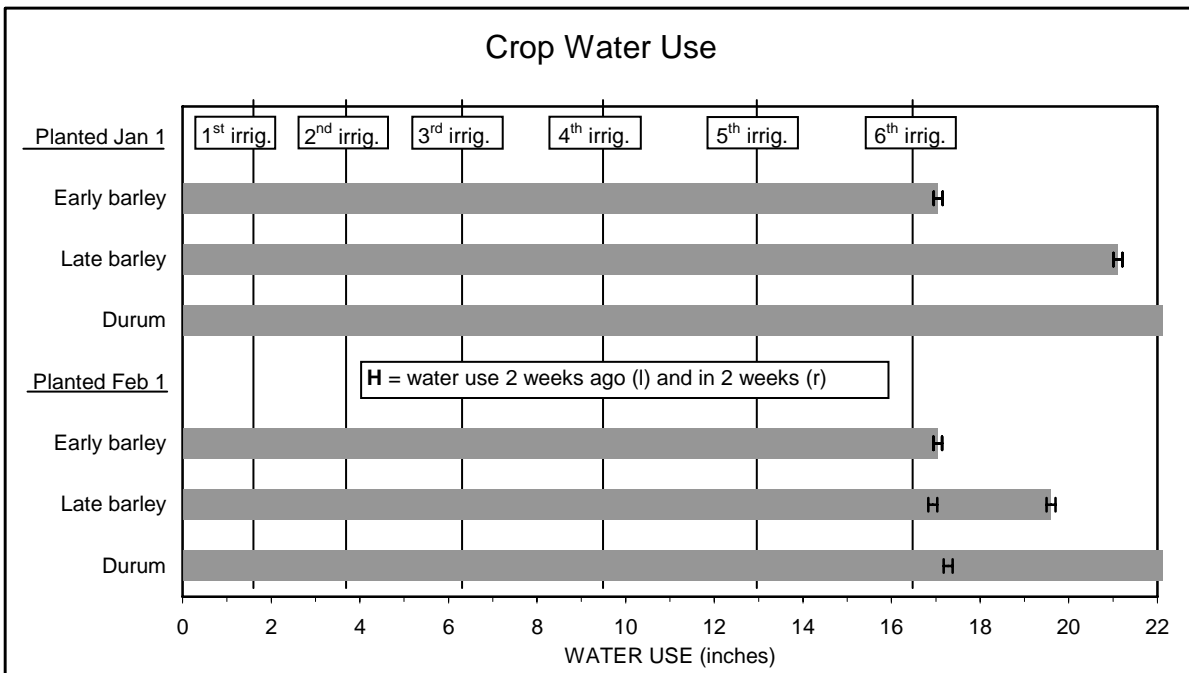 Crop Water Use
Planted Jan 1
1st irrig. 2nd irrig. 3rd irrig. 4th irrig. 5th irrig. 6th irrig.
Early barley
Late barley
Durum
Planted Feb 1
H = water use 2 weeks ago (l) and in 2 weeks (r)
Early barley
Late barley
Durum
0 2 4 6 8 10 12 14 16 18 20 22
WATER USE (inches)